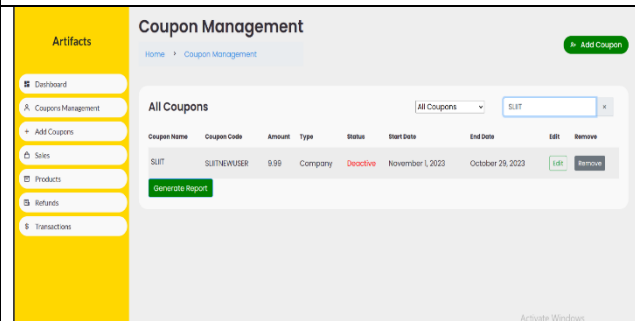 Artifacts
Dashboard
Coupons Management
+ Add Coupons
Sales
Products
Refunds
$ Transactions
Coupon Management
Home › Coupon Management
Add Coupon
All Coupons
All Coupons
SLIIT
×
Coupon Name Coupon Code Amount Type Status Start Date End Date Edit Remove
SLIIT SLIITNEWUSER 9.99 Company Deactive November 1, 2023 October 29, 2023 Edit Remove
Generate Report
Activate Windows